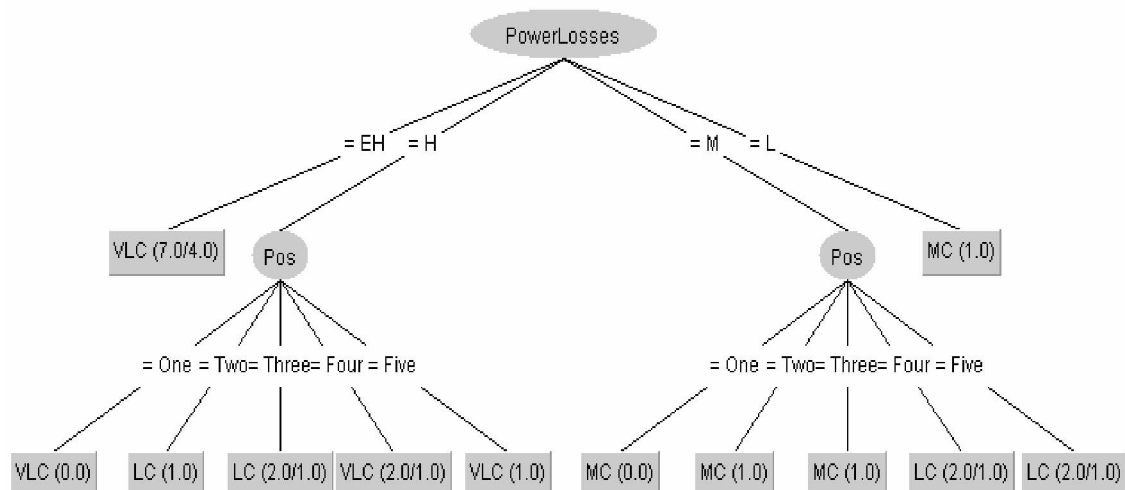 PowerLosses
= EH = H = M = L
VLC (7.0/4.0) Pos Pos MC (1.0)
= One = Two= Three= Four = Five = One = Two= Three= Four = Five
VLC (0.0) LC (1.0) LC (2.0/1.0) VLC (2.0/1.0) VLC (1.0) MC (0.0) MC (1.0) MC (1.0) LC (2.0/1.0) LC (2.0/1.0)